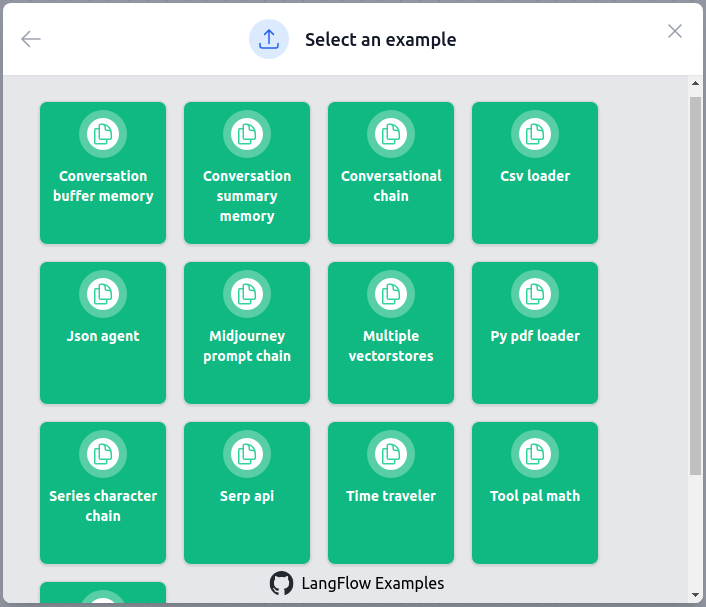 Select an example
Conversation
buffer memory
Conversation
summary
memory
Conversational
chain
Csv loader
Json agent
Midjourney
prompt chain
Multiple
vectorstores
Py pdf loader
Series character
chain
Serp api
Time traveler
Tool pal math
LangFlow Examples